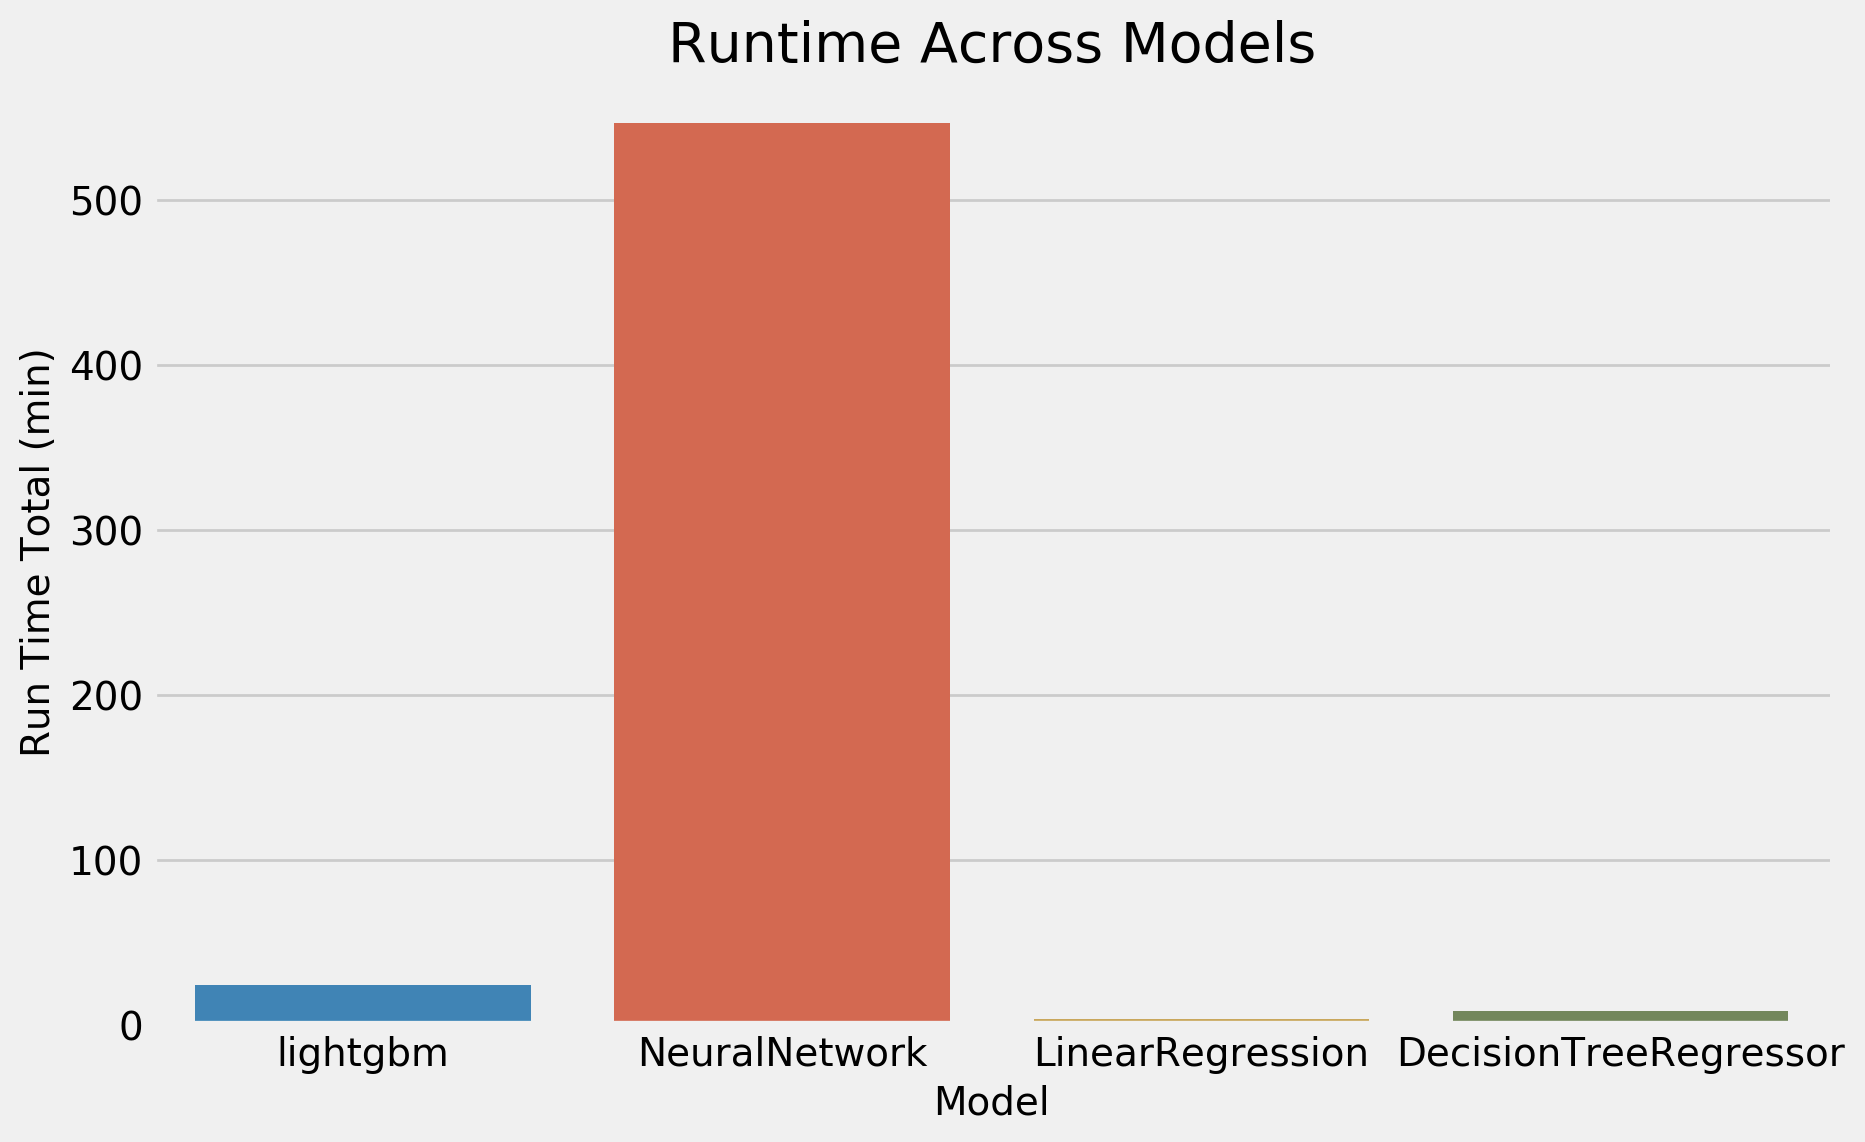 Runtime Across Models
Run Time Total (min)
500
400
300
200
100
0
lightgbm
NeuralNetwork
LinearRegression
DecisionTreeRegressor
Model